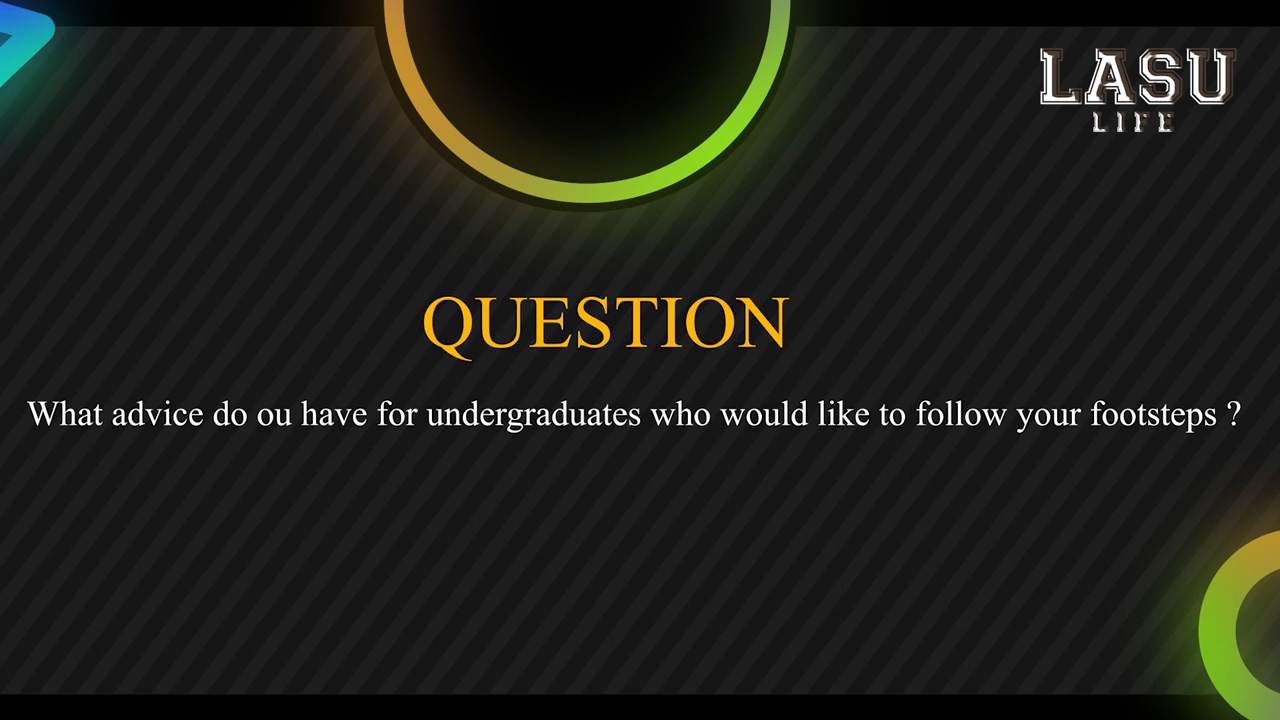 LASU
LIFE
QUESTION
What advice do ou have for undergraduates who would like to follow your footsteps ?